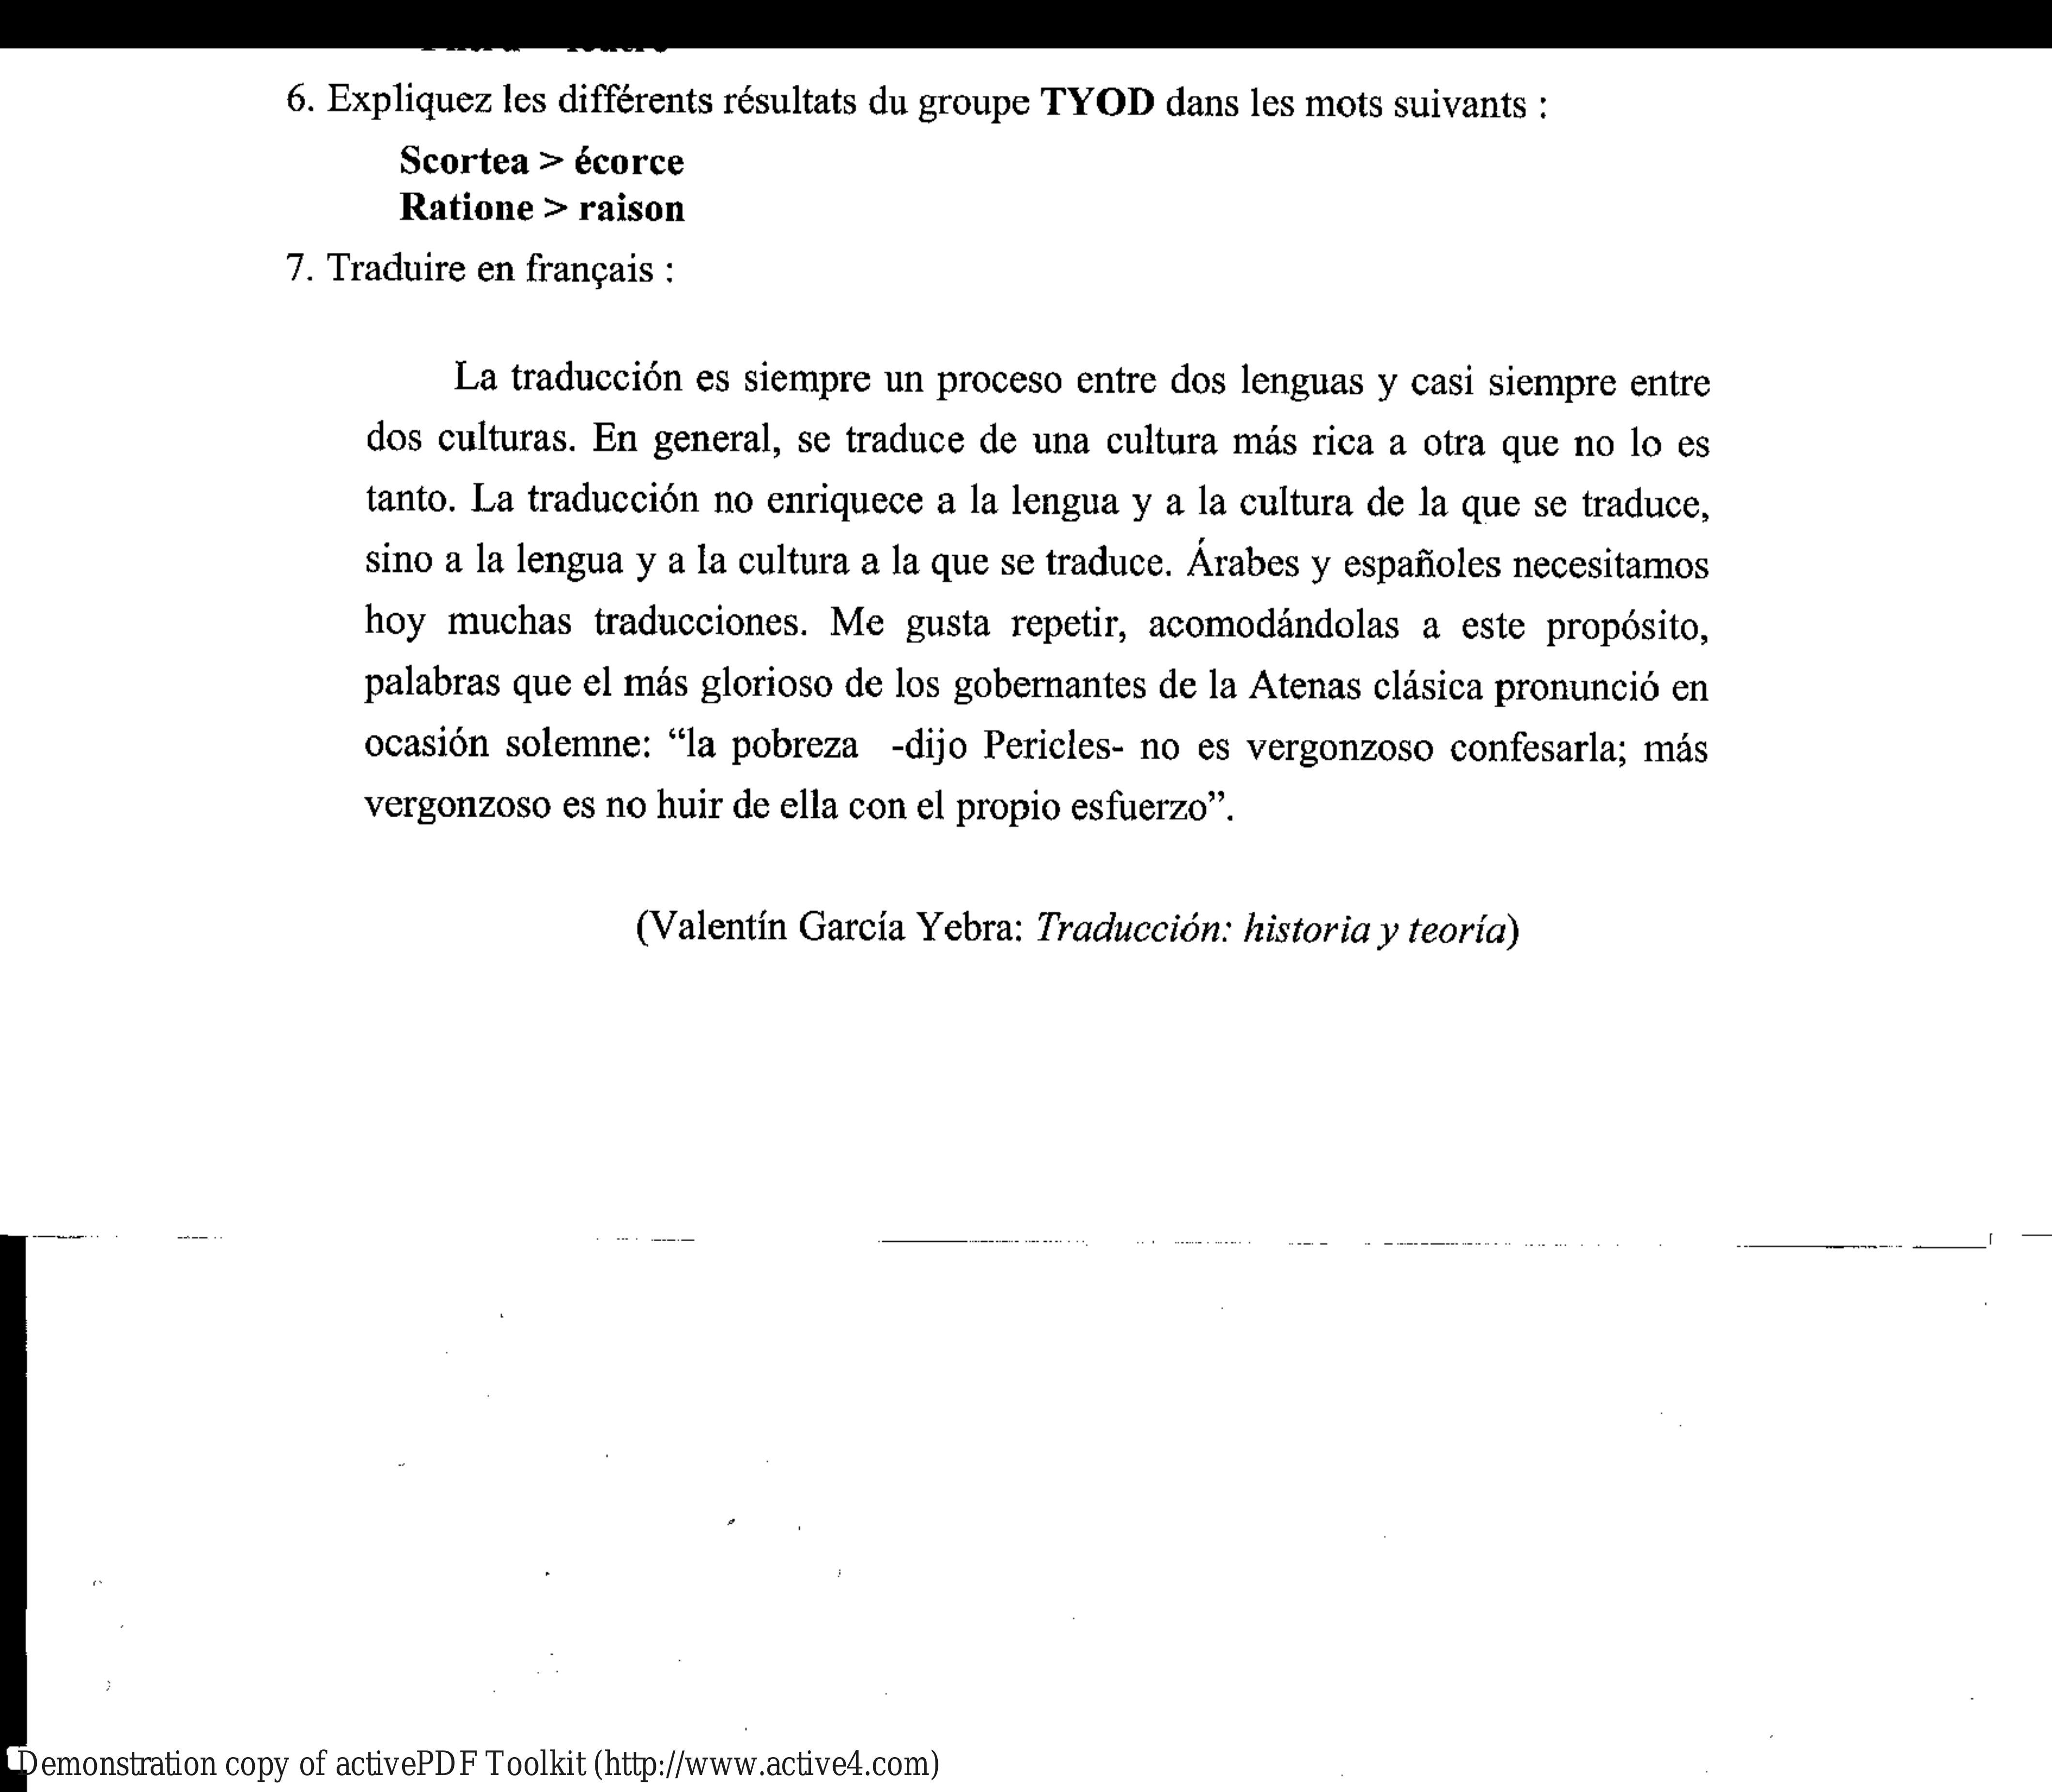 6. Expliquez les différents résultats du groupe TYOD dans les mots suivants :
Scortea > écorce
Ratione > raison
7. Traduire en français :
La traducción es siempre un proceso entre dos lenguas y casi siempre entre
dos culturas. En general, se traduce de una cultura más rica a otra que no lo es
tanto. La traducción no enriquece a la lengua y a la cultura de la que se traduce,
sino a la lengua y a la cultura a la que se traduce. Árabes y españoles necesitamos
hoy muchas traducciones. Me gusta repetir, acomodándolas a este propósito,
palabras que el más glorioso de los gobernantes de la Atenas clásica pronunció en
ocasión solemne: “la pobreza -dijo Pericles- no es vergonzoso confesarla; más
vergonzoso es no huir de ella con el propio esfuerzo”.
(Valentín García Yebra: Traducción: historia y teoría)
Demonstration copy of activePDF Toolkit (http://www.active4.com)